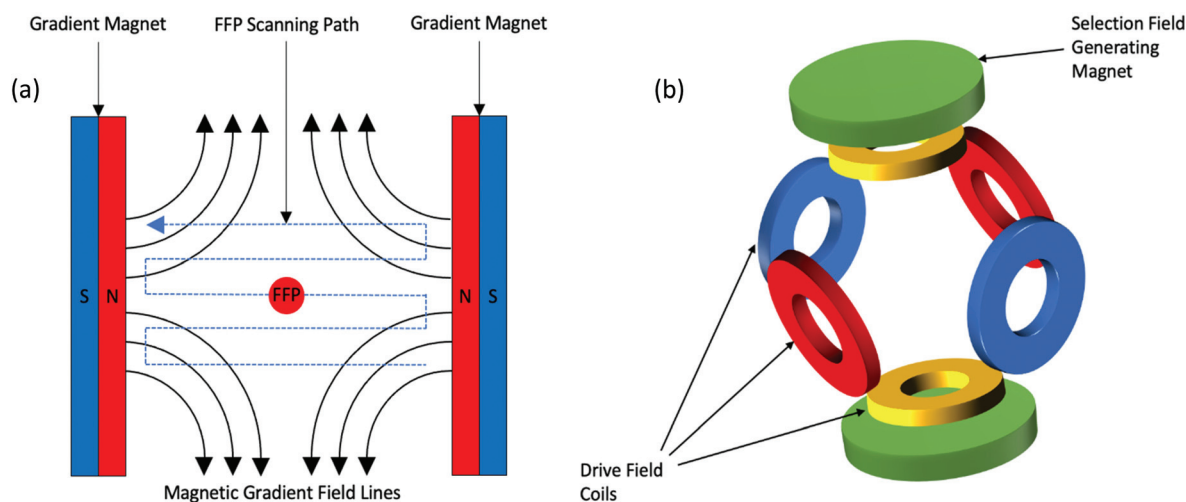 Gradient Magnet
FFP Scanning Path
Gradient Magnet
(a)
S
N
FFP
N
S
Magnetic Gradient Field Lines
Selection Field
Generating
Magnet
(b)
Drive Field
Coils